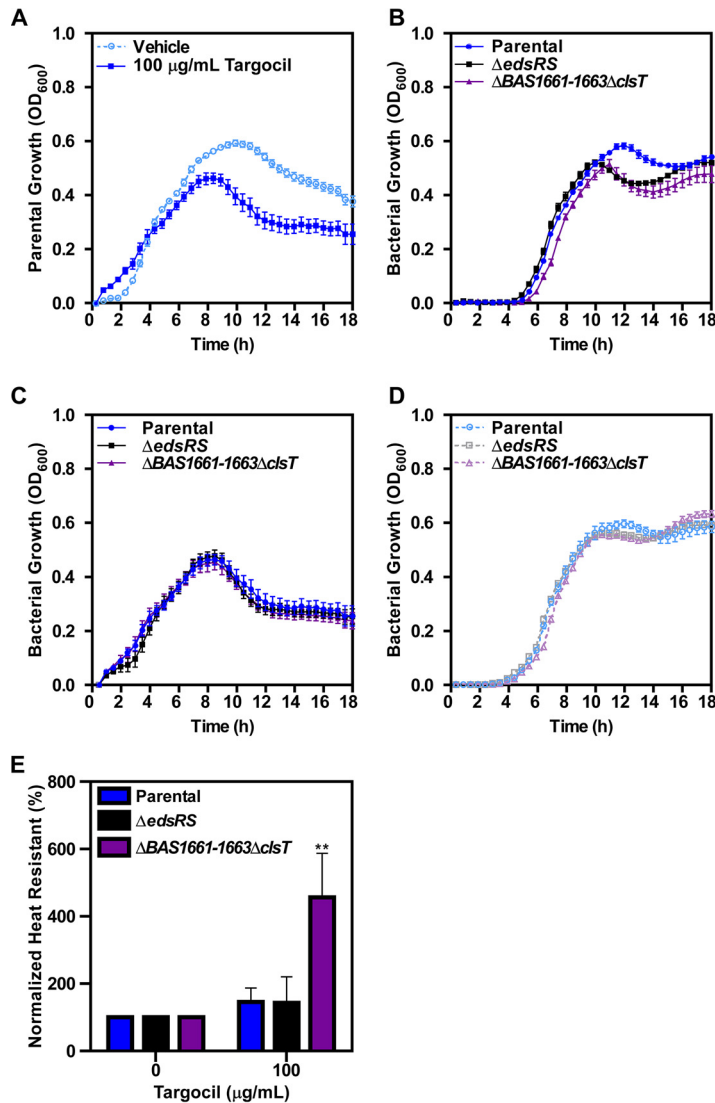 A
Vehicle
100 µg/mL Targocil
Parental Growth (OD600)
1.0
0.8
0.6
0.4
0.2
0.0
0 2 4 6 8 10 12 14 16 18
Time (h)
B
Parental
ΔedsRS
ΔBAS1661-1663ΔclsT
Bacterial Growth (OD600)
1.0
0.8
0.6
0.4
0.2
0.0
0 2 4 6 8 10 12 14 16 18
Time (h)
C
Parental
ΔedsRS
ΔBAS1661-1663ΔclsT
Bacterial Growth (OD600)
1.0
0.8
0.6
0.4
0.2
0.0
0 2 4 6 8 10 12 14 16 18
Time (h)
D
Parental
ΔedsRS
ΔBAS1661-1663ΔclsT
Bacterial Growth (OD600)
1.0
0.8
0.6
0.4
0.2
0.0
0 2 4 6 8 10 12 14 16 18
Time (h)
E
Parental
ΔedsRS
ΔBAS1661-1663ΔclsT
**
Normalized Heat Resistant (%)
800
600
400
200
0
0 100
Targocil (µg/mL)